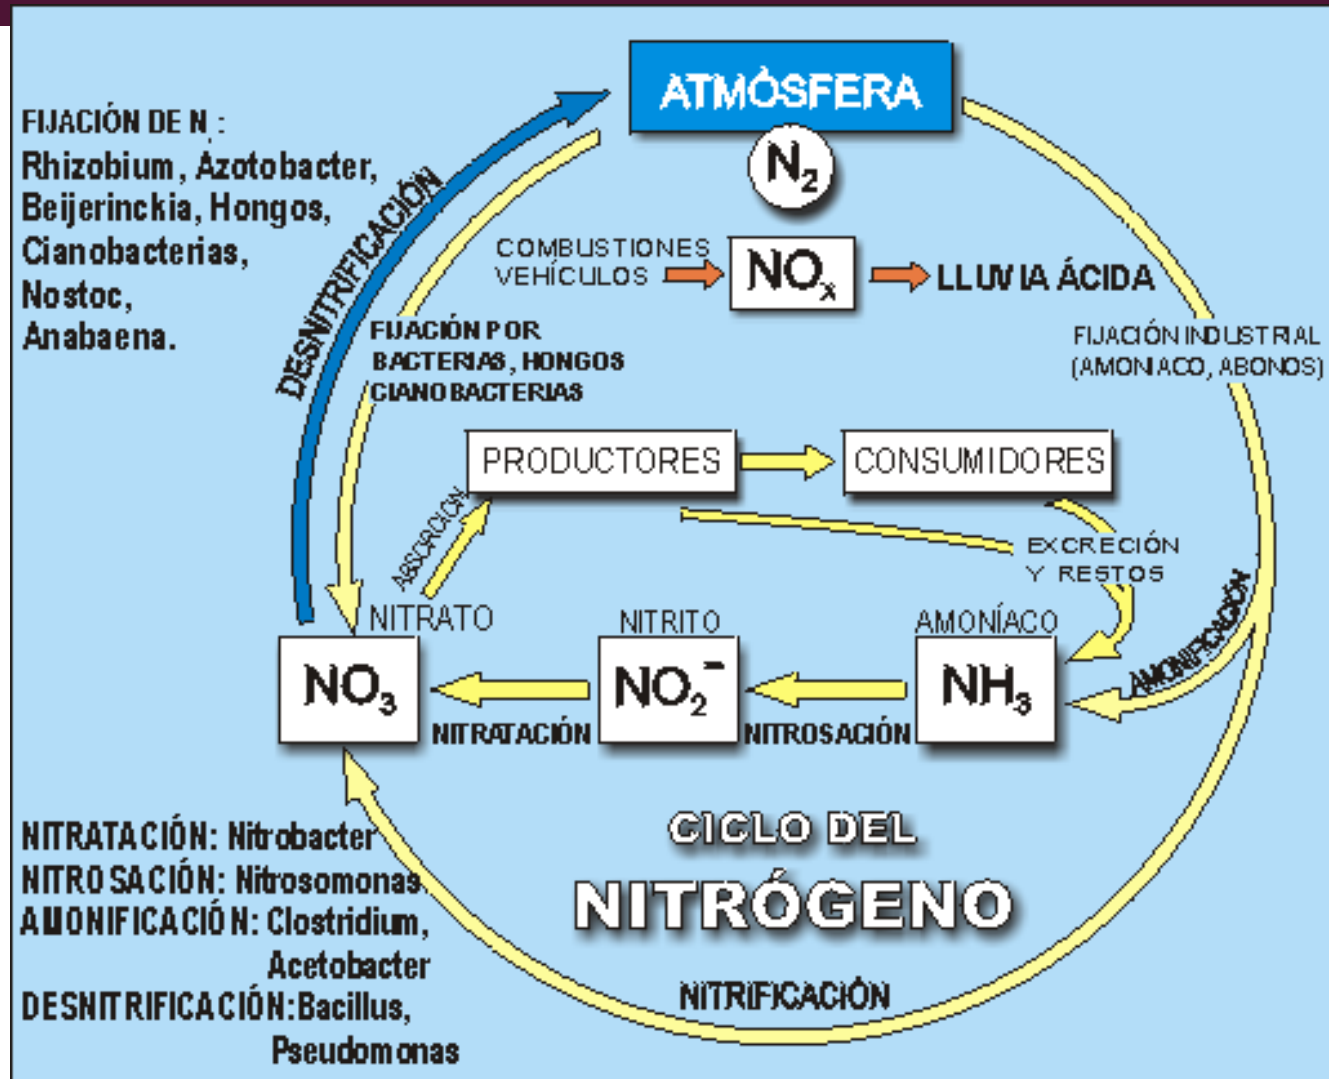 ATMÓSFERA
N₂
FIJACIÓN DE N :
Rhizobium, Azotobacter,
Beijerinckia, Hongos,
Cianobacterias,
Nostoc,
Anabaena.
DESNITRIFICACIÓN
COMBUSTIONES
VEHÍCULOS
NOₓ
LLUVIA ÁCIDA
FIJACIÓN POR
BACTERIAS, HONGOS
CIANOBACTERIAS
FIJACIÓN INDUSTRIAL
(AMONIACO, ABONOS)
PRODUCTORES
CONSUMIDORES
ABSORCIÓN
EXCRECIÓN
Y RESTOS
AMONIFICACIÓN
NITRATO
NITRITO
AMONÍACO
NO₃
NO₂⁻
NH₃
NITRATACIÓN
NITROSACIÓN
CICLO DEL
NITRÓGENO
NITRIFICACIÓN
NITRATACIÓN: Nitrobacter
NITROSACIÓN: Nitrosomonas
AMONIFICACIÓN: Clostridium,
Acetobacter
DESNITRIFICACIÓN:Bacillus,
Pseudomonas